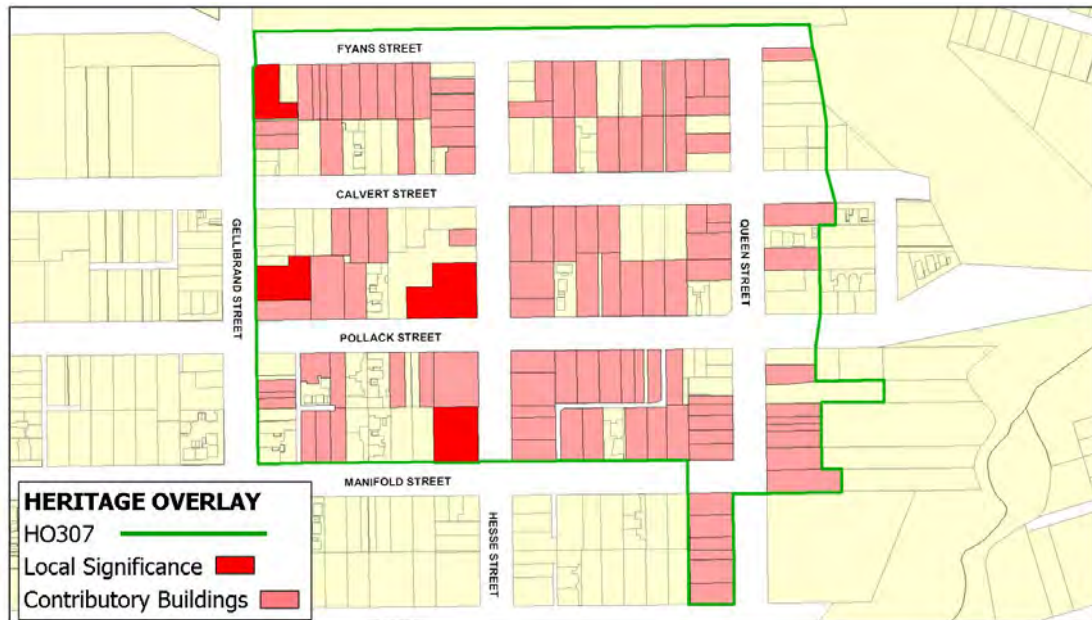 FYANS STREET
CALVERT STREET
GELLIBRAND STREET
QUEEN STREET
POLLACK STREET
MANIFOLD STREET
HESSE STREET
HERITAGE OVERLAY
HO307
Local Significance
Contributory Buildings